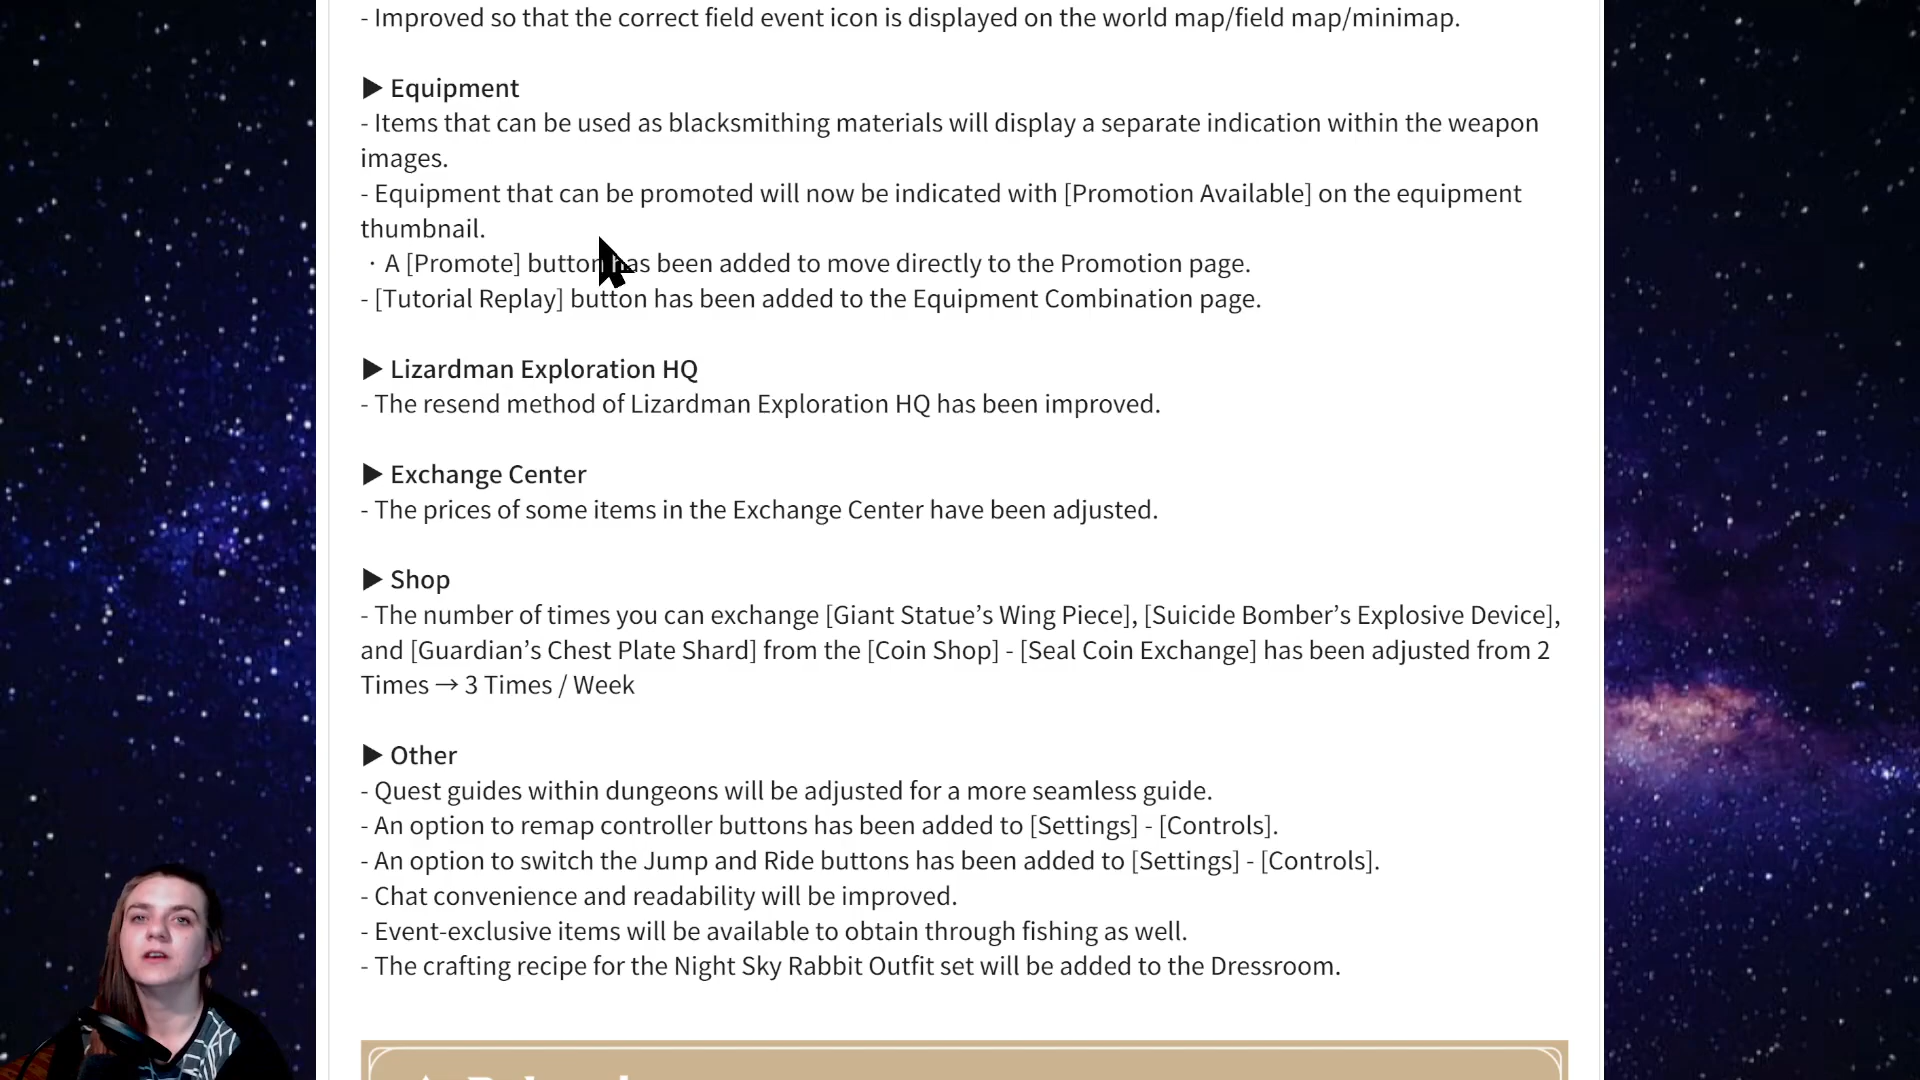 - Improved so that the correct field event icon is displayed on the world map/field map/minimap.
▶ Equipment
- Items that can be used as blacksmithing materials will display a separate indication within the weapon
images.
- Equipment that can be promoted will now be indicated with [Promotion Available] on the equipment
thumbnail.
· A [Promote] button has been added to move directly to the Promotion page.
- [Tutorial Replay] button has been added to the Equipment Combination page.
▶ Lizardman Exploration HQ
- The resend method of Lizardman Exploration HQ has been improved.
▶ Exchange Center
- The prices of some items in the Exchange Center have been adjusted.
▶ Shop
- The number of times you can exchange [Giant Statue’s Wing Piece], [Suicide Bomber’s Explosive Device],
and [Guardian’s Chest Plate Shard] from the [Coin Shop] - [Seal Coin Exchange] has been adjusted from 2
Times → 3 Times / Week
▶ Other
- Quest guides within dungeons will be adjusted for a more seamless guide.
- An option to remap controller buttons has been added to [Settings] - [Controls].
- An option to switch the Jump and Ride buttons has been added to [Settings] - [Controls].
- Chat convenience and readability will be improved.
- Event-exclusive items will be available to obtain through fishing as well.
- The crafting recipe for the Night Sky Rabbit Outfit set will be added to the Dressroom.